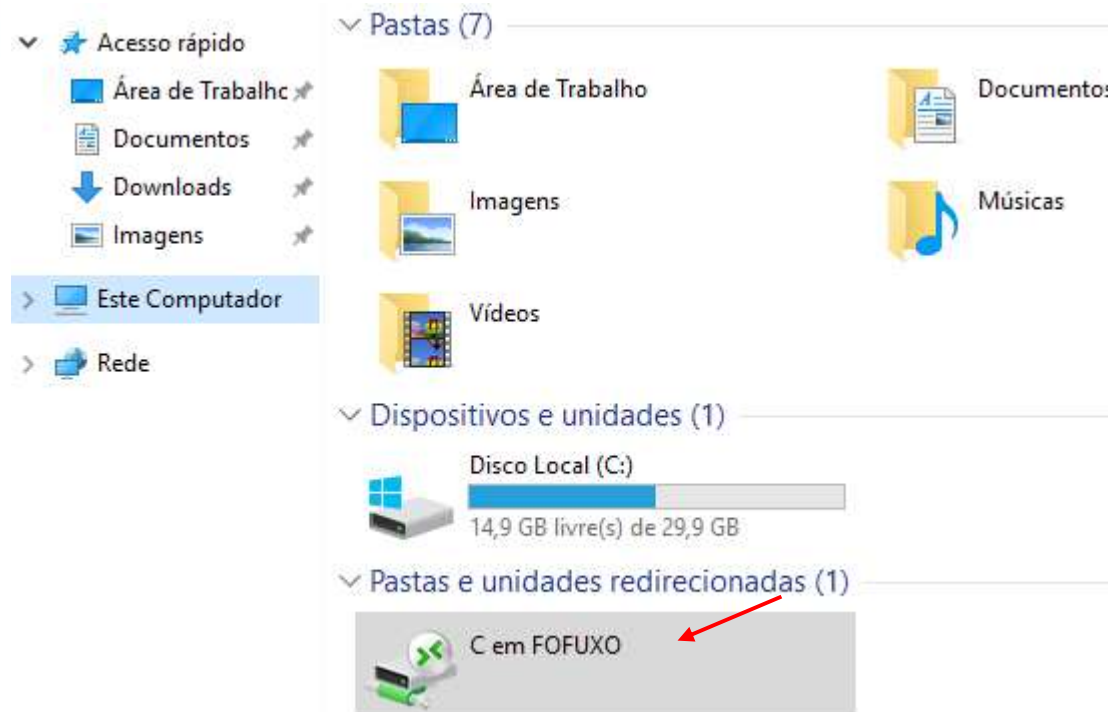 Acesso rápido
Área de Trabalhc
Documentos
Downloads
Imagens
Este Computador
Rede
Pastas (7)
Área de Trabalho
Documentos
Imagens
Músicas
Vídeos
Dispositivos e unidades (1)
Disco Local (C:)
14,9 GB livre(s) de 29,9 GB
Pastas e unidades redirecionadas (1)
C em FOFUXO